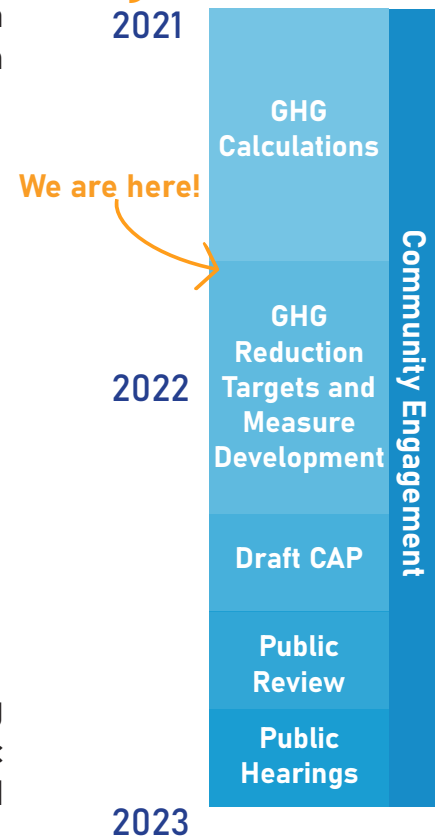 2021
GHG
Calculations
We are here!
GHG
Reduction
2022
Targets and
Measure
Development
Community Engagement
Draft CAP
Public
Review
Public
Hearings
2023